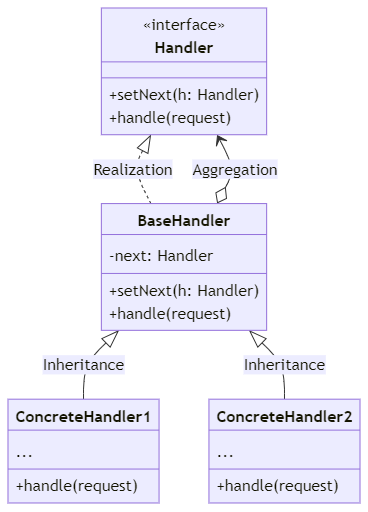 «interface»
Handler
+setNext(h: Handler)
+handle(request)
Realization
Aggregation
BaseHandler
-next: Handler
+setNext(h: Handler)
+handle(request)
Inheritance
Inheritance
ConcreteHandler1
...
+handle(request)
ConcreteHandler2
...
+handle(request)